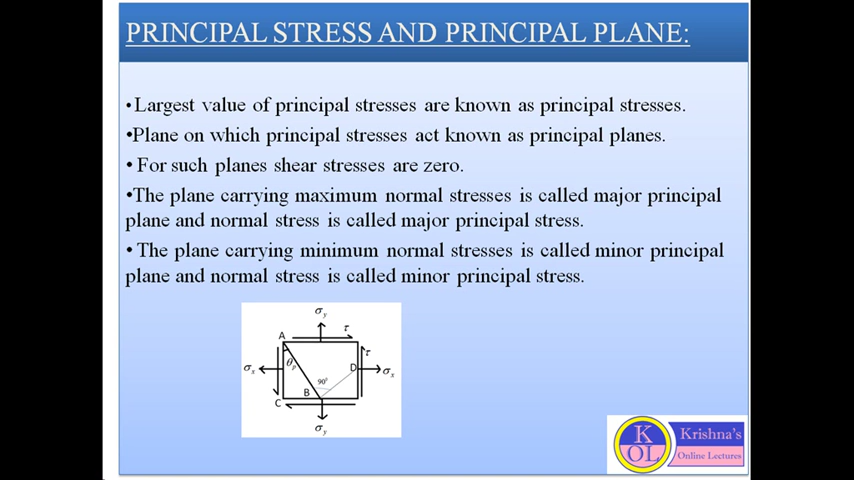 PRINCIPAL STRESS AND PRINCIPAL PLANE:
• Largest value of principal stresses are known as principal stresses.
•Plane on which principal stresses act known as principal planes.
• For such planes shear stresses are zero.
•The plane carrying maximum normal stresses is called major principal
plane and normal stress is called major principal stress.
• The plane carrying minimum normal stresses is called minor principal
plane and normal stress is called minor principal stress.
σy
A τ
τ
θp
σx D σx
90⁰
B
C
σy
K
OL
Krishna's
Online Lectures